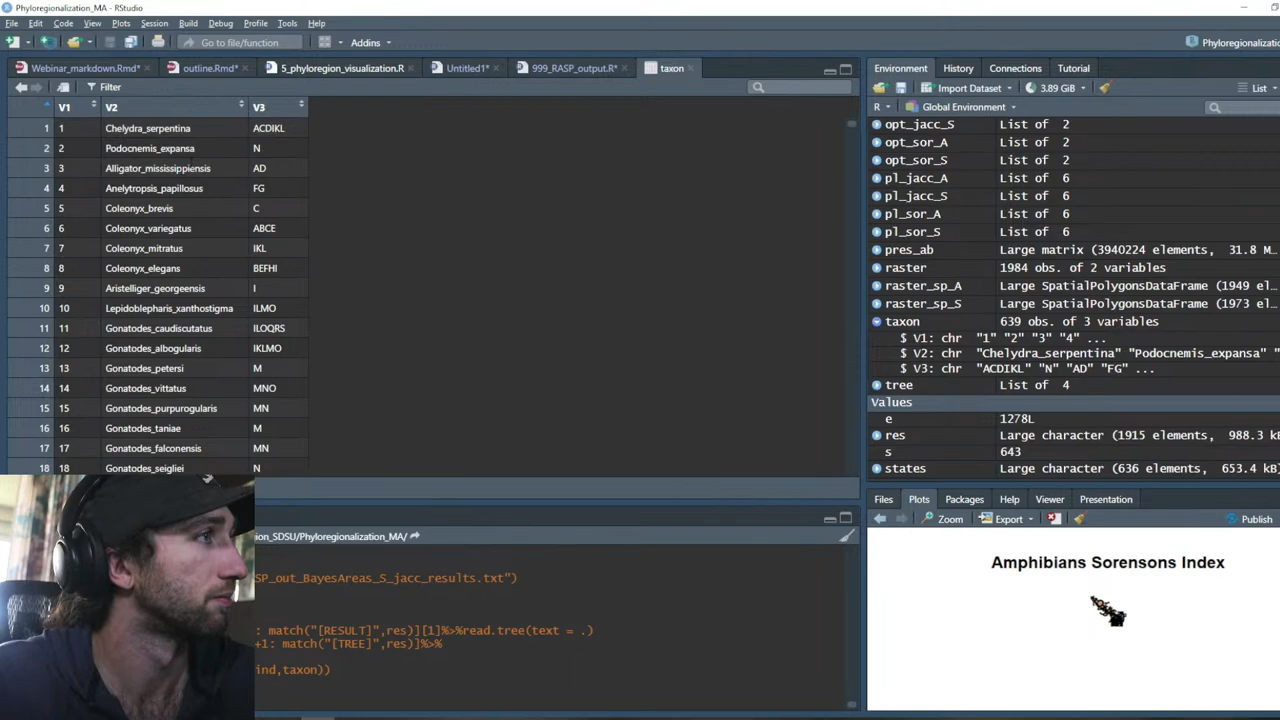 Phyloregionalization_MA - RStudio
File Edit Code View Plots Session Build Debug Profile Tools Help
Go to file/function Addins Phyloregionalizati
Webinar_markdown.Rmd* outline.Rmd* 5_phyloregion_visualization.R Untitled1* 999_RASP_output.R* taxon
Filter
V1 V2 V3
1 1 Chelydra_serpentina ACDIKL
2 2 Podocnemis_expansa N
3 3 Alligator_mississippiensis AD
4 4 Anelytropsis_papillosus FG
5 5 Coleonyx_brevis C
6 6 Coleonyx_variegatus ABCE
7 7 Coleonyx_mitratus IKL
8 8 Coleonyx_elegans BEFHI
9 9 Aristelliger_georgeensis I
10 10 Lepidoblepharis_xanthostigma ILMO
11 11 Gonatodes_caudiscutatus ILOQRS
12 12 Gonatodes_albogularis IKLMO
13 13 Gonatodes_petersi M
14 14 Gonatodes_vittatus MNO
15 15 Gonatodes_purpurogularis MN
16 16 Gonatodes_taniae M
17 17 Gonatodes_falconensis MN
18 18 Gonatodes_seigliei N
ion_SDSU/Phyloregionalization_MA/
SP_out_BayesAreas_S_jacc_results.txt")
: match("[RESULT]",res)][1]%>%read.tree(text = .)
+1: match("[TREE]",res)]%>%
ind,taxon))
Environment History Connections Tutorial
Import Dataset 3.89 GiB List
R Global Environment
opt_jacc_S List of 2
opt_sor_A List of 2
opt_sor_S List of 2
pl_jacc_A List of 6
pl_jacc_S List of 6
pl_sor_A List of 6
pl_sor_S List of 6
pres_ab Large matrix (3940224 elements, 31.8 M…
raster 1984 obs. of 2 variables
raster_sp_A Large SpatialPolygonsDataFrame (1949 el…
raster_sp_S Large SpatialPolygonsDataFrame (1973 el…
taxon 639 obs. of 3 variables
$ V1: chr "1" "2" "3" "4" ...
$ V2: chr "Chelydra_serpentina" "Podocnemis_expansa" "
$ V3: chr "ACDIKL" "N" "AD" "FG" ...
tree List of 4
Values
e 1278L
res Large character (1915 elements, 988.3 k
s 643
states Large character (636 elements, 653.4 kB
Files Plots Packages Help Viewer Presentation
Zoom Export Publish
Amphibians Sorensons Index